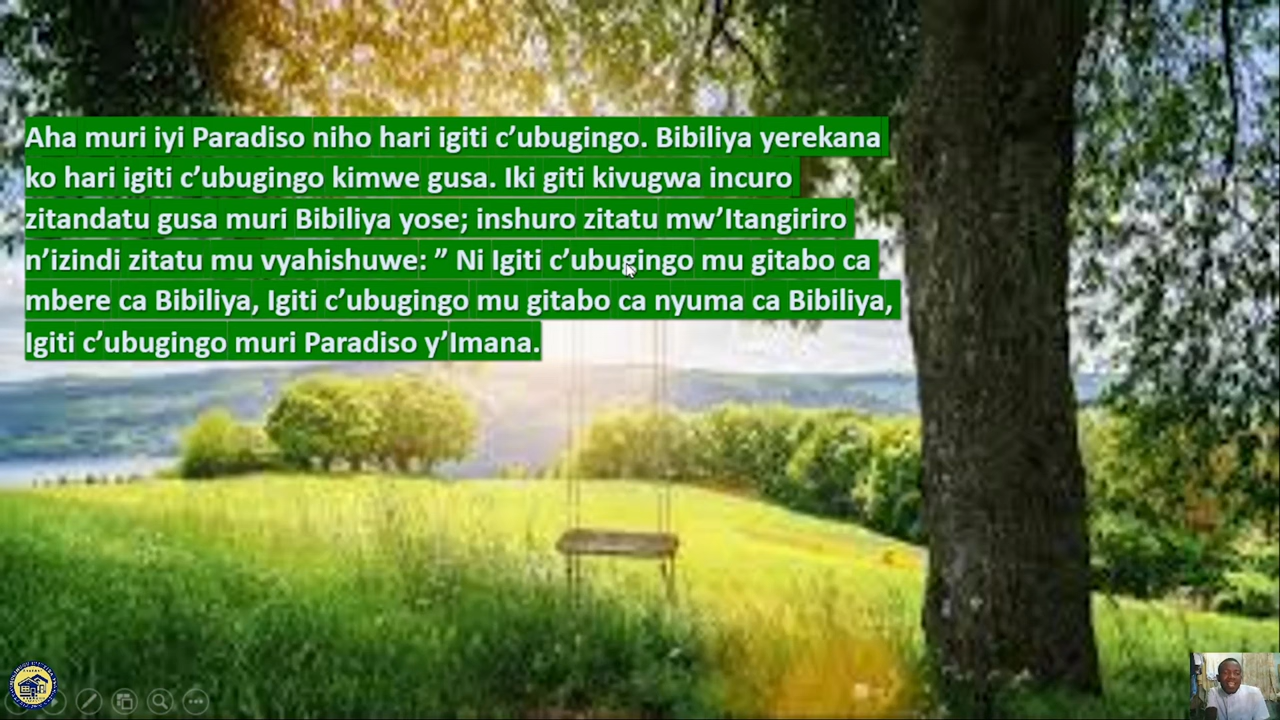 Aha muri iyi Paradiso niho hari igiti c’ubugingo. Bibiliya yerekana
ko hari igiti c’ubugingo kimwe gusa. Iki giti kivugwa incuro
zitandatu gusa muri Bibiliya yose; inshuro zitatu mw’Itangiriro
n’izindi zitatu mu vyahishuwe: ” Ni Igiti c’ubugingo mu gitabo ca
mbere ca Bibiliya, Igiti c’ubugingo mu gitabo ca nyuma ca Bibiliya,
Igiti c’ubugingo muri Paradiso y’Imana.